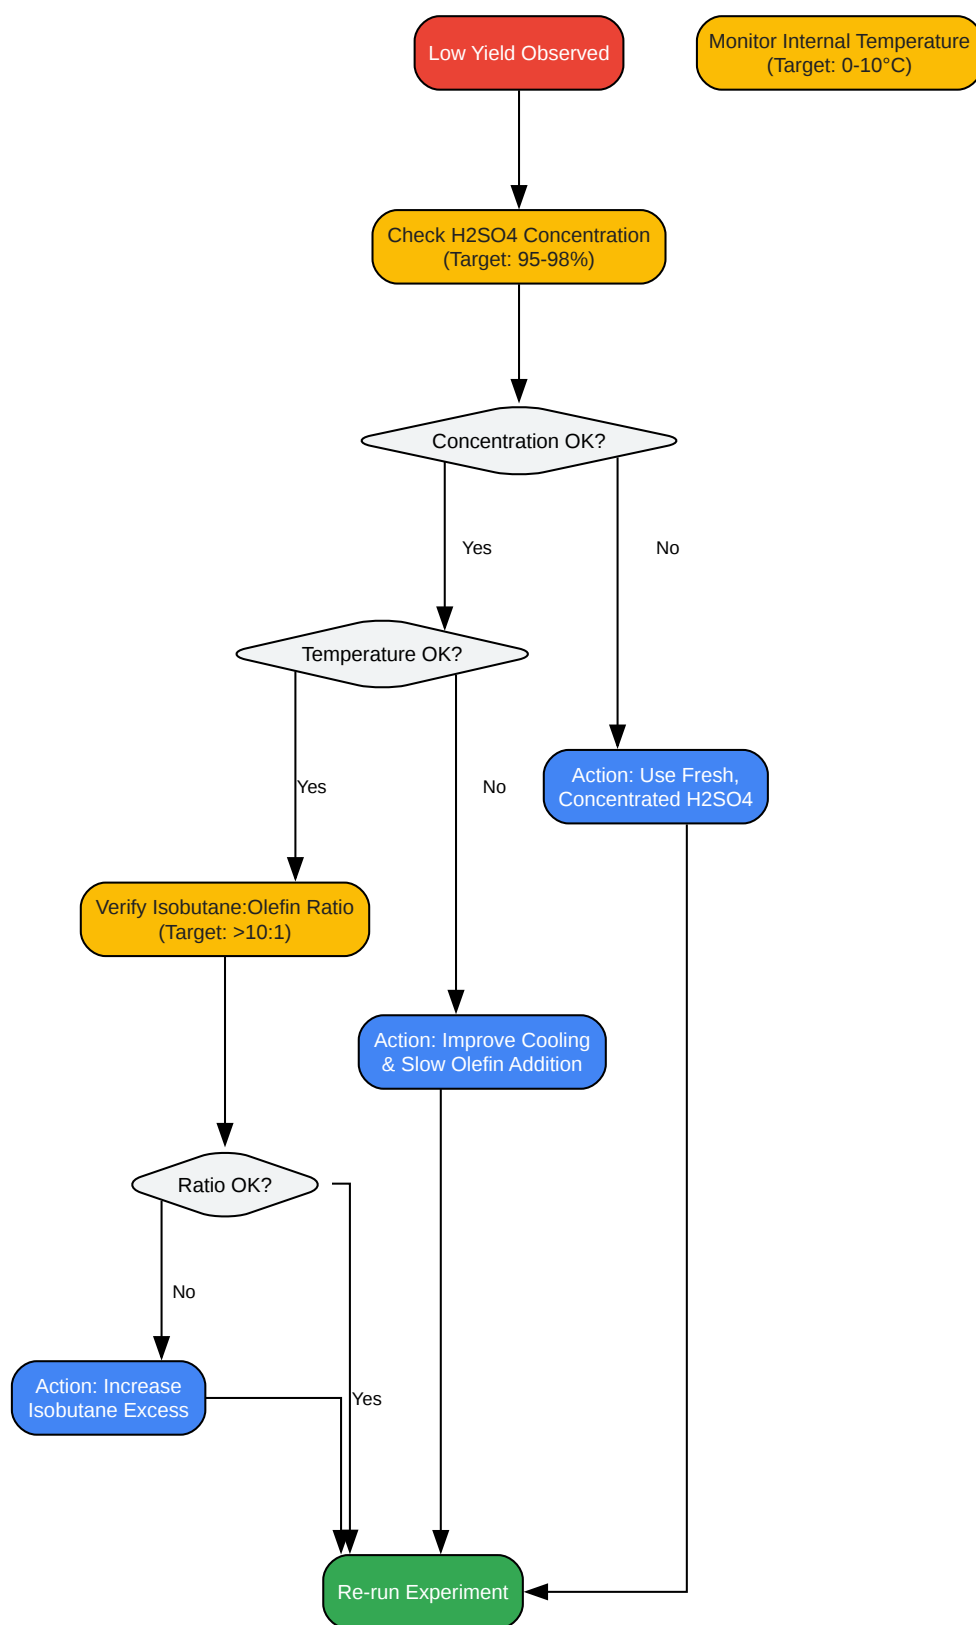 Low Yield Observed
Monitor Internal Temperature
(Target: 0-10°C)
Check H2SO4 Concentration
(Target: 95-98%)
Concentration OK?
Yes
No
Temperature OK?
Yes
No
Action: Use Fresh,
Concentrated H2SO4
Verify Isobutane:Olefin Ratio
(Target: >10:1)
Action: Improve Cooling
& Slow Olefin Addition
Ratio OK?
No
Yes
Action: Increase
Isobutane Excess
Re-run Experiment